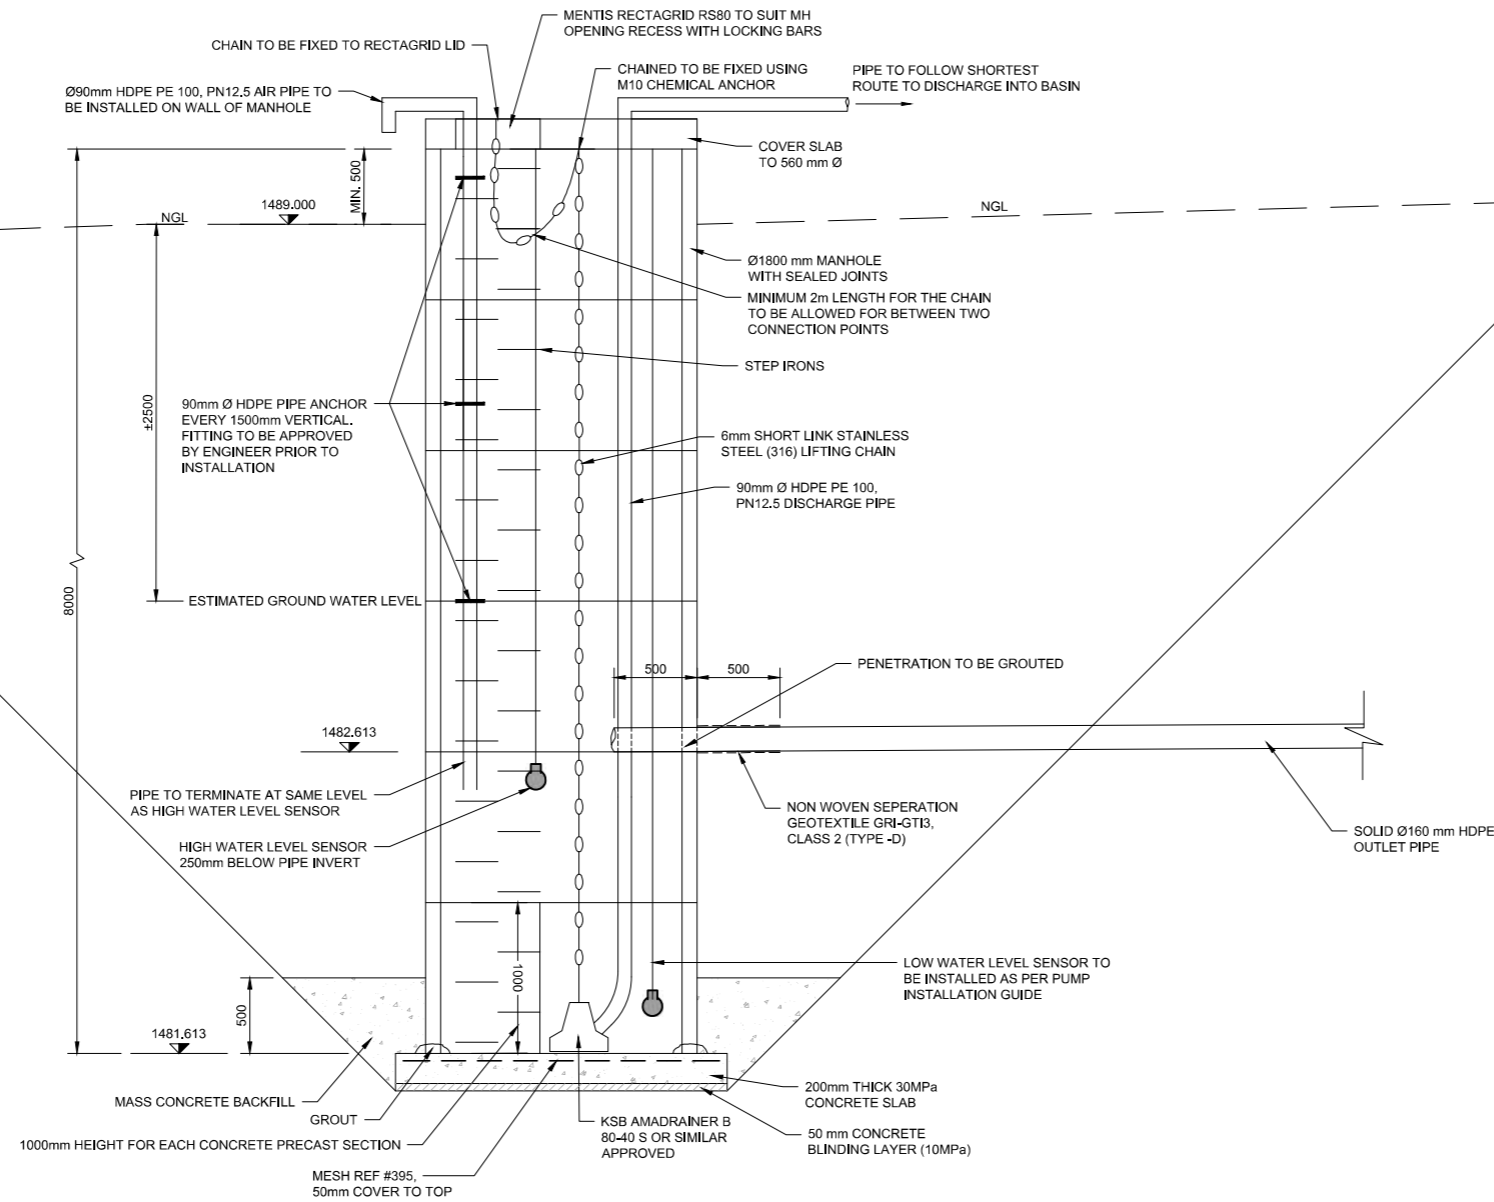 MENTIS RECTAGRID RS80 TO SUIT MH
OPENING RECESS WITH LOCKING BARS
CHAIN TO BE FIXED TO RECTAGRID LID
CHAINED TO BE FIXED USING
M10 CHEMICAL ANCHOR
PIPE TO FOLLOW SHORTEST
ROUTE TO DISCHARGE INTO BASIN
Ø90mm HDPE PE 100, PN12.5 AIR PIPE TO
BE INSTALLED ON WALL OF MANHOLE
COVER SLAB
TO 560 mm Ø
MIN. 500
1489.000
NGL
NGL
Ø1800 mm MANHOLE
WITH SEALED JOINTS
MINIMUM 2m LENGTH FOR THE CHAIN
TO BE ALLOWED FOR BETWEEN TWO
CONNECTION POINTS
STEP IRONS
90mm Ø HDPE PIPE ANCHOR
EVERY 1500mm VERTICAL.
FITTING TO BE APPROVED
BY ENGINEER PRIOR TO
INSTALLATION
±2500
6mm SHORT LINK STAINLESS
STEEL (316) LIFTING CHAIN
90mm Ø HDPE PE 100,
PN12.5 DISCHARGE PIPE
8000
ESTIMATED GROUND WATER LEVEL
500
500
PENETRATION TO BE GROUTED
1482.613
PIPE TO TERMINATE AT SAME LEVEL
AS HIGH WATER LEVEL SENSOR
NON WOVEN SEPERATION
GEOTEXTILE GRI-GTI3,
CLASS 2 (TYPE -D)
SOLID Ø160 mm HDPE
OUTLET PIPE
HIGH WATER LEVEL SENSOR
250mm BELOW PIPE INVERT
1000
LOW WATER LEVEL SENSOR TO
BE INSTALLED AS PER PUMP
INSTALLATION GUIDE
500
1481.613
MASS CONCRETE BACKFILL
GROUT
1000mm HEIGHT FOR EACH CONCRETE PRECAST SECTION
MESH REF #395,
50mm COVER TO TOP
KSB AMADRAINER B
80-40 S OR SIMILAR
APPROVED
200mm THICK 30MPa
CONCRETE SLAB
50 mm CONCRETE
BLINDING LAYER (10MPa)